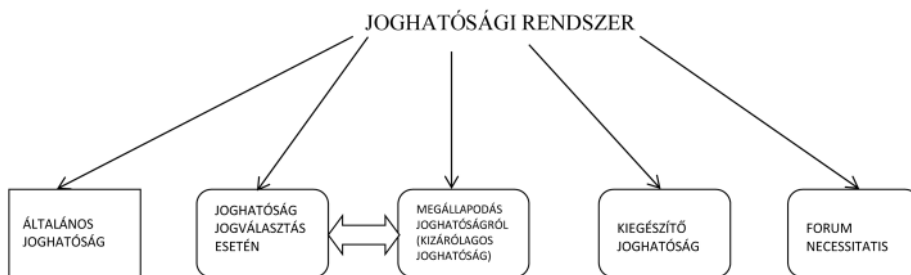 JOGHATÓSÁGI RENDSZER
ÁLTALÁNOS
JOGHATÓSÁG
JOGHATÓSÁG
JOGVÁLASZTÁS
ESETÉN
MEGÁLLAPODÁS
JOGHATÓSÁGRÓL
(KIZÁRÓLAGOS
JOGHATÓSÁG)
KIEGÉSZÍTŐ
JOGHATÓSÁG
FORUM
NECESSITATIS